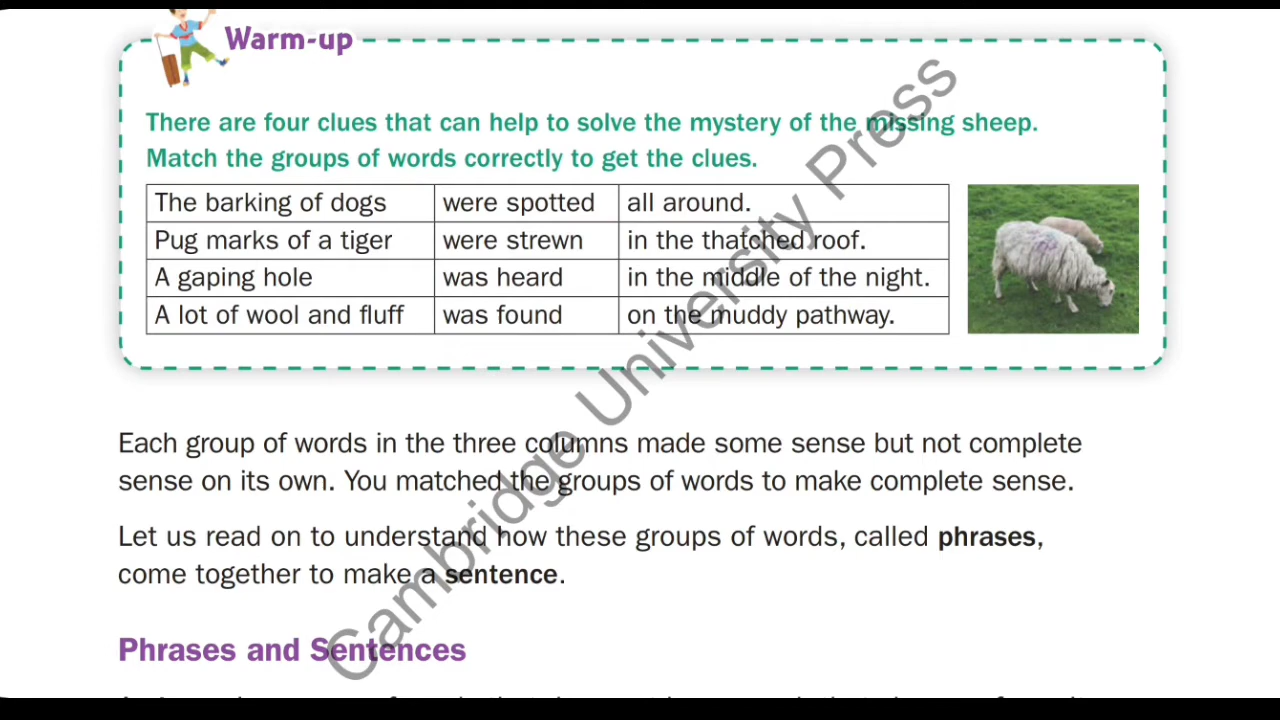 Warm-up
There are four clues that can help to solve the mystery of the missing sheep.
Match the groups of words correctly to get the clues.
The barking of dogs were spotted all around.
Pug marks of a tiger were strewn in the thatched roof.
A gaping hole was heard in the middle of the night.
A lot of wool and fluff was found on the muddy pathway.
Each group of words in the three columns made some sense but not complete
sense on its own. You matched the groups of words to make complete sense.
Let us read on to understand how these groups of words, called phrases,
come together to make a sentence.
Phrases and Sentences
Cambridge University Press